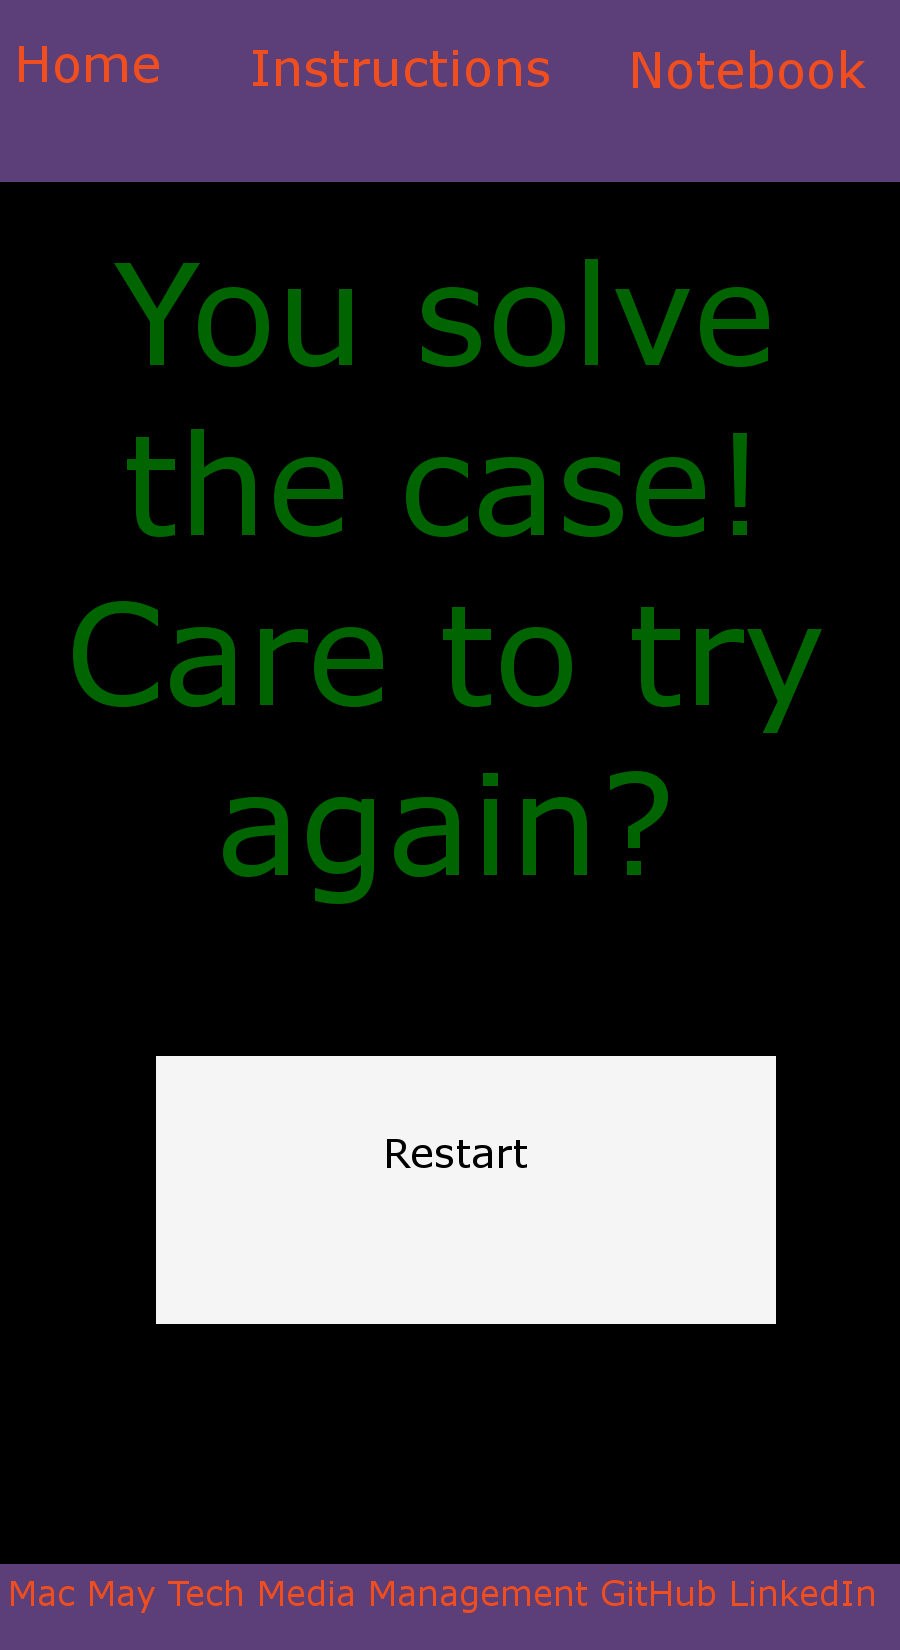 Home Instructions Notebook
You solve
the case!
Care to try
again?
Restart
Mac May Tech Media Management GitHub LinkedIn